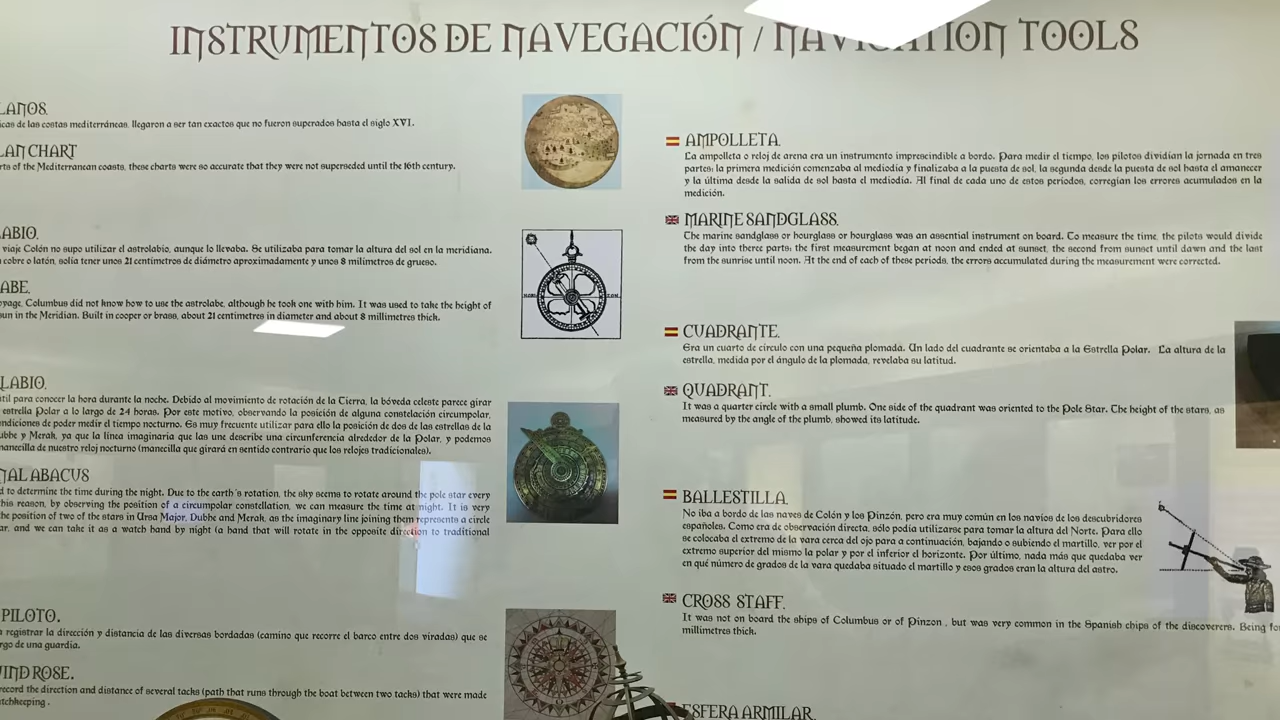 INSTRUMENTOS DE NAVEGACIÓN / NAVIGATION TOOLS
LANOS.
icas de las costas mediterráneas, llegaron a ser tan exactos que no fueron superados hasta el siglo XVI.
LAN CHART
rts of the Mediterranean coasts, these charts were so accurate that they were not superseded until the 16th century.
LABIO.
viaje Colón no supo utilizar el astrolabio, aunque lo llevaba. Se utilizaba para tomar la altura del sol en la meridiana.
cobre o latón, solía tener unos 21 centímetros de diámetro aproximadamente y unos 8 milímetros de grueso.
ABE.
oyage, Columbus did not know how to use the astrolabe, although he took one with him. It was used to take the height of
sun in the Meridian. Built in cooper or brass, about 21 centimetres in diameter and about 8 millimetres thick.
LABIO.
útil para conocer la hora durante la noche. Debido al movimiento de rotación de la Tierra, la bóveda celeste parece girar
estrella Polar a lo largo de 24 horas. Por este motivo, observando la posición de alguna constelación circumpolar,
ndiciones de poder medir el tiempo nocturno. Es muy frecuente utilizar para ello la posición de dos de las estrellas de la
ubhe y Merak, ya que la línea imaginaria que las une describe una circunferencia alrededor de la Polar, y podemos
manecilla de nuestro reloj nocturno (manecilla que girará en sentido contrario que los relojes tradicionales).
NAL ABACUS
d to determine the time during the night. Due to the earth´s rotation, the sky seems to rotate around the pole star every
this reason, by observing the position of a circumpolar constellation, we can measure the time at night. It is very
the position of two of the stars in Ursa Major, Dubhe and Merak, as the imaginary line joining them represents a circle
ar, and we can take it as a watch hand by night (a hand that will rotate in the opposite direction to traditional
PILOTO.
a registrar la dirección y distancia de las diversas bordadas (camino que recorre el barco entre dos viradas) que se
rgo de una guardia.
WIND ROSE.
record the direction and distance of several tacks (path that runs through the boat between two tacks) that were made
tchkeeping .
AMPOLLETA.
La ampolleta o reloj de arena era un instrumento imprescindible a bordo. Para medir el tiempo, los pilotos dividían la jornada en tres
partes: la primera medición comenzaba al mediodía y finalizaba a la puesta de sol, la segunda desde la puesta de sol hasta el amanecer
y la última desde la salida de sol hasta el mediodía. Al final de cada uno de estos períodos, corregían los errores acumulados en la
medición.
MARINE SANDGLASS.
The marine sandglass or hourglass or hourglass was an assential instrument on board. To measure the time, the pilots would divide
the day into theree parts: the first measurement began at noon and ended at sunset, the second from sunset until dawn and the last
from the sunrise until noon. At the end of each of these periods, the errors accumulated during the measurement were corrected.
CUADRANTE.
Era un cuarto de círculo con una pequeña plomada. Un lado del cuadrante se orientaba a la Estrella Polar. La altura de la
estrella, medida por el ángulo de la plomada, revelaba su latitud.
QUADRANT.
It was a quarter circle with a small plumb. One side of the quadrant was oriented to the Pole Star. The height of the stars, as
measured by the angle of the plumb, showed its latitude.
BALLESTILLA.
No iba a bordo de las naves de Colón y los Pinzón, pero era muy común en los navíos de los descubridores
españoles. Como era de observación directa, sólo podía utilizarse para tomar la altura del Norte. Para ello
se colocaba el extremo de la vara cerca del ojo para a continuación, bajando o subiendo el martillo, ver por el
extremo superior del mismo la polar y por el inferior el horizonte. Por último, nada más que quedaba ver
en qué número de grados de la vara quedaba situado el martillo y esos grados eran la altura del astro.
CROSS STAFF.
It was not on board the ships of Columbus or of Pinzon , but was very common in the Spanish chips of the discoverers. Being for
millimetres thick.
ESFERA ARMILAR.